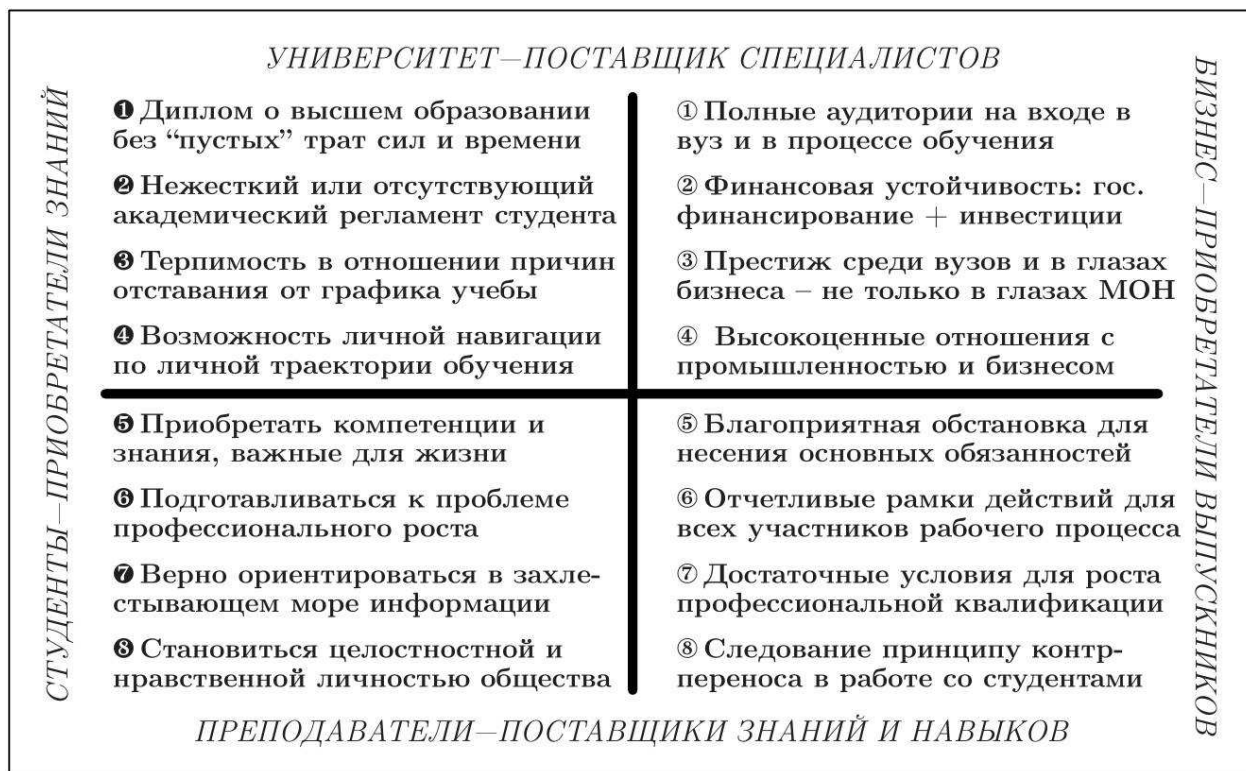 УНИВЕРСИТЕТ—ПОСТАВЩИК СПЕЦИАЛИСТОВ
СТУДЕНТЫ—ПРИОБРЕТАТЕЛИ ЗНАНИЙ
❶ Диплом о высшем образовании
без “пустых” трат сил и времени
❷ Нежесткий или отсутствующий
академический регламент студента
❸ Терпимость в отношении причин
отставания от графика учебы
❹ Возможность личной навигации
по личной траектории обучения
① Полные аудитории на входе в
вуз и в процессе обучения
② Финансовая устойчивость: гос.
финансирование + инвестиции
③ Престиж среди вузов и в глазах
бизнеса – не только в глазах МОН
④ Высокоценные отношения с
промышленностью и бизнесом
❺ Приобретать компетенции и
знания, важные для жизни
❻ Подготавливаться к проблеме
профессионального роста
❼ Верно ориентироваться в захле-
стывающем море информации
❽ Становиться целостностной и
нравственной личностью общества
⑤ Благоприятная обстановка для
несения основных обязанностей
⑥ Отчетливые рамки действий для
всех участников рабочего процесса
⑦ Достаточные условия для роста
профессиональной квалификации
⑧ Следование принципу контр-
переноса в работе со студентами
БИЗНЕС—ПРИОБРЕТАТЕЛИ ВЫПУСКНИКОВ
ПРЕПОДАВАТЕЛИ—ПОСТАВЩИКИ ЗНАНИЙ И НАВЫКОВ